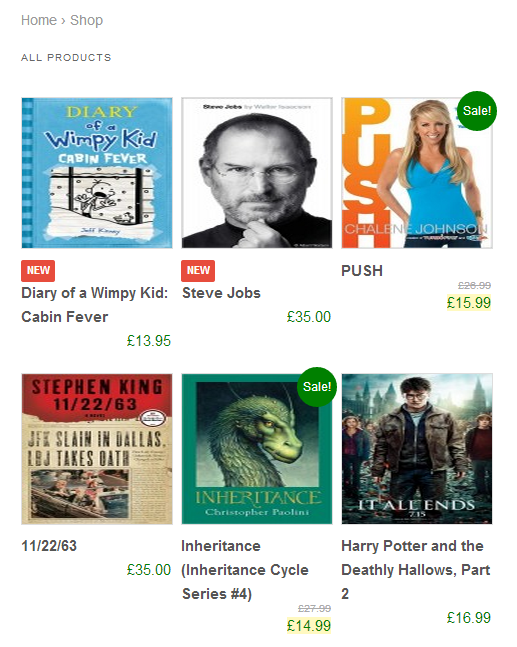 Home › Shop
ALL PRODUCTS
DIARY
of a
Wimpy Kid
CABIN FEVER
Jeff Kinney
Steve Jobs by Walter Isaacson
Sale!
PUSH
CHALENE JOHNSON
NEW
Diary of a Wimpy Kid:
Cabin Fever
£13.95
NEW
Steve Jobs
£35.00
PUSH
£26.99
£15.99
STEPHEN KING
11/22/63
A NOVEL
JFK SLAIN IN DALLAS,
LBJ TAKES OATH
Sale!
INHERITANCE
Christopher Paolini
IT ALL ENDS
7.15
11/22/63
£35.00
Inheritance
(Inheritance Cycle
Series #4)
£27.99
£14.99
Harry Potter and the
Deathly Hallows, Part
2
£16.99